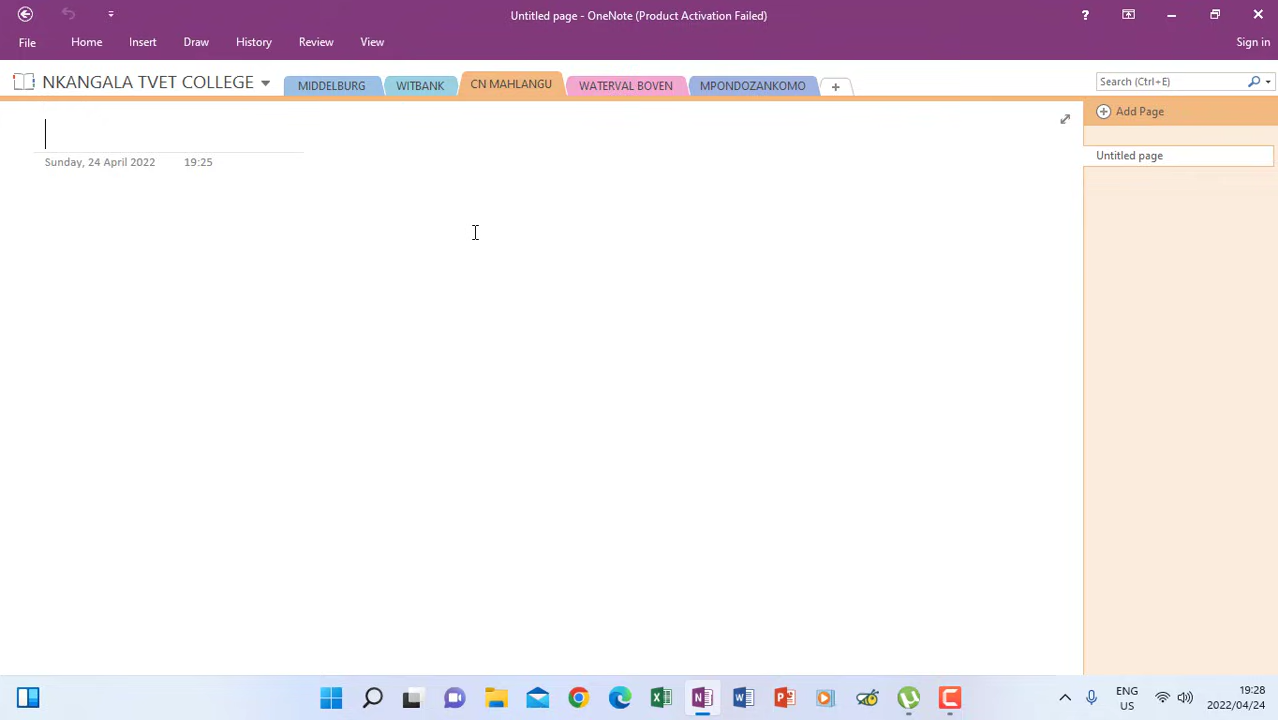 Untitled page - OneNote (Product Activation Failed)
?
File Home Insert Draw History Review View Sign in
NKANGALA TVET COLLEGE MIDDELBURG WITBANK CN MAHLANGU WATERVAL BOVEN MPONDOZANKOMO + Search (Ctrl+E)
Add Page
Untitled page
Sunday, 24 April 2022 19:25
ENG
US
19:28
2022/04/24